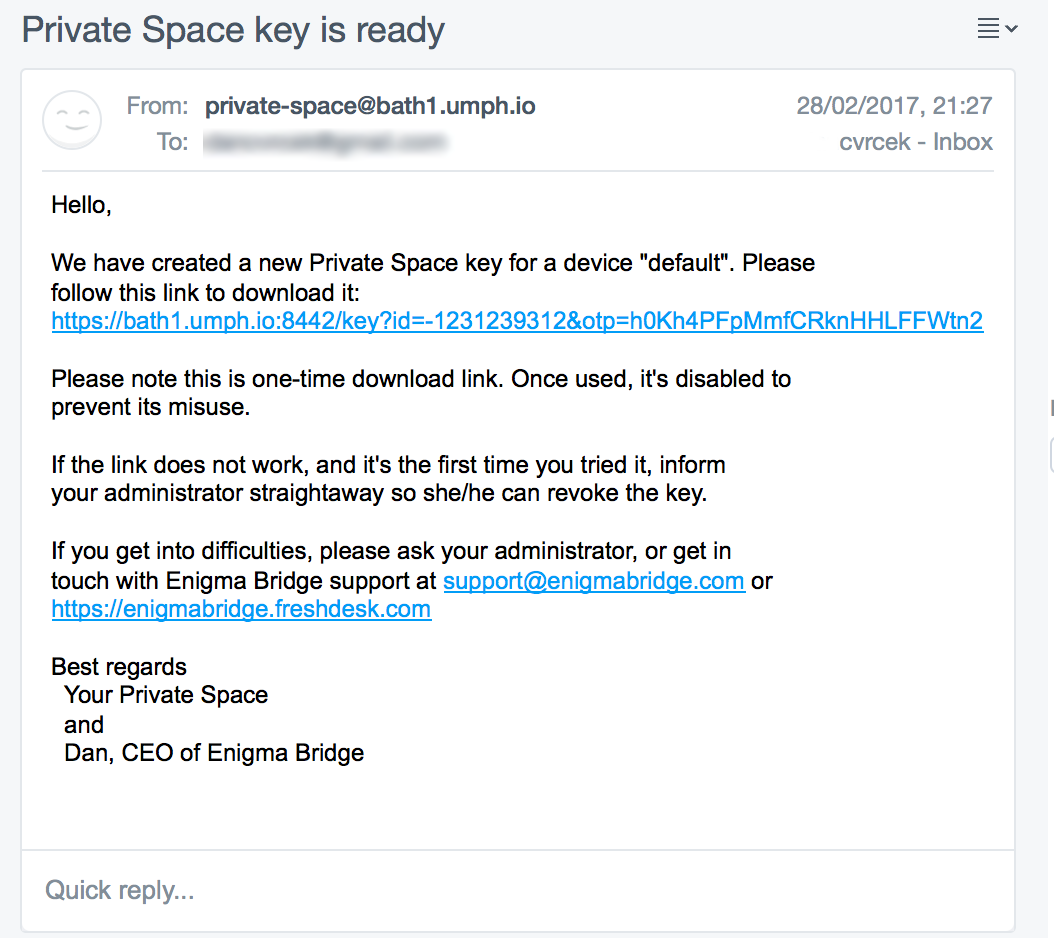 Private Space key is ready
From: private-space@bath1.umph.io 28/02/2017, 21:27
To: cvrcek - Inbox
Hello,
We have created a new Private Space key for a device "default". Please
follow this link to download it:
https://bath1.umph.io:8442/key?id=-1231239312&otp=h0Kh4PFpMmfCRknHHLFFWtn2
Please note this is one-time download link. Once used, it's disabled to
prevent its misuse.
If the link does not work, and it's the first time you tried it, inform
your administrator straightaway so she/he can revoke the key.
If you get into difficulties, please ask your administrator, or get in
touch with Enigma Bridge support at support@enigmabridge.com or
https://enigmabridge.freshdesk.com
Best regards
Your Private Space
and
Dan, CEO of Enigma Bridge
Quick reply...